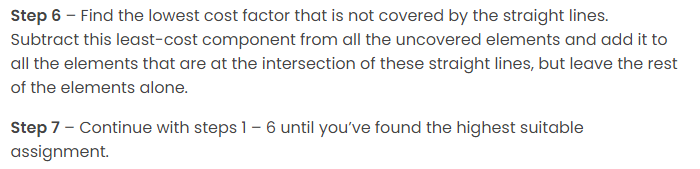 Step 6 – Find the lowest cost factor that is not covered by the straight lines.
Subtract this least-cost component from all the uncovered elements and add it to
all the elements that are at the intersection of these straight lines, but leave the rest
of the elements alone.
Step 7 – Continue with steps 1 – 6 until you’ve found the highest suitable
assignment.